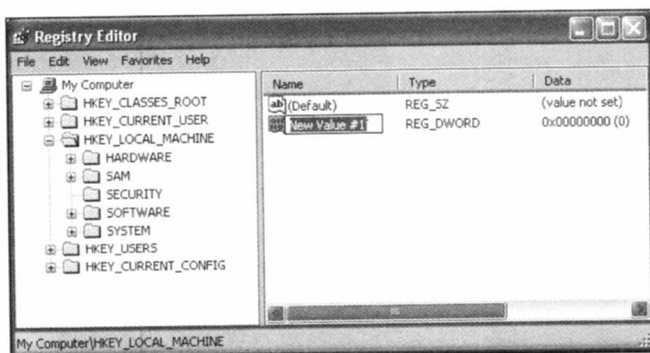 Registry Editor
File Edit View Favorites Help
My Computer
HKEY_CLASSES_ROOT
HKEY_CURRENT_USER
HKEY_LOCAL_MACHINE
HARDWARE
SAM
SECURITY
SOFTWARE
SYSTEM
HKEY_USERS
HKEY_CURRENT_CONFIG
Name Type Data
ab (Default) REG_SZ (value not set)
New Value #1 REG_DWORD 0x00000000 (0)
My Computer\HKEY_LOCAL_MACHINE